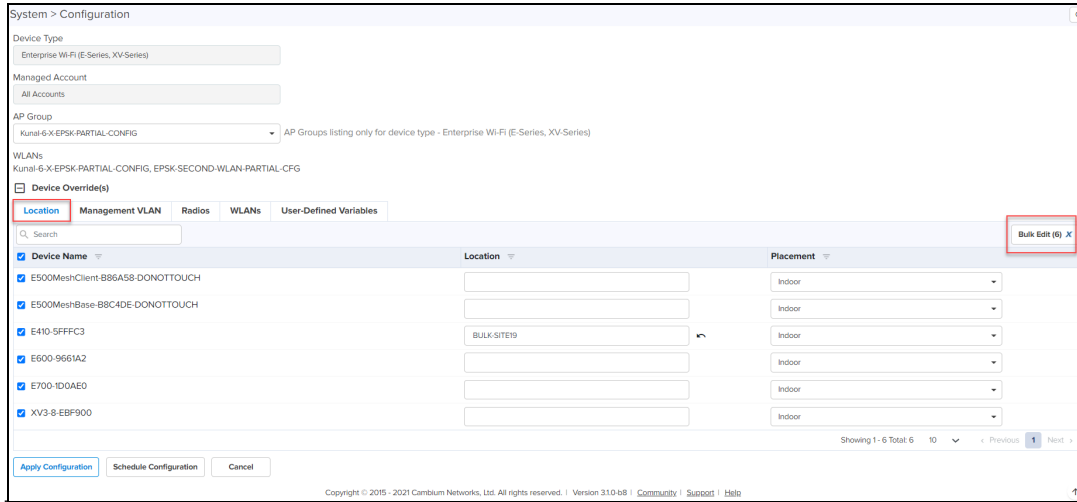 System > Configuration
Device Type
Enterprise Wi-Fi (E-Series, XV-Series)
Managed Account
All Accounts
AP Group
Kunal-6-X-EPSK-PARTIAL-CONFIG AP Groups listing only for device type - Enterprise Wi-Fi (E-Series, XV-Series)
WLANs
Kunal-6-X-EPSK-PARTIAL-CONFIG, EPSK-SECOND-WLAN-PARTIAL-CFG
Device Override(s)
Location Management VLAN Radios WLANs User-Defined Variables
Search Bulk Edit (6) X
Device Name Location Placement
E500MeshClient-B86A58-DONOTTOUCH Indoor
E500MeshBase-B8C4DE-DONOTTOUCH Indoor
E410-5FFFC3 BULK-SITE19 Indoor
E600-9661A2 Indoor
E700-1D0AE0 Indoor
XV3-8-EBF900 Indoor
Showing 1 - 6 Total: 6 10 < Previous 1 Next >
Apply Configuration Schedule Configuration Cancel
Copyright © 2015 - 2021 Cambium Networks, Ltd. All rights reserved. | Version 3.1.0-b8 | Community | Support | Help